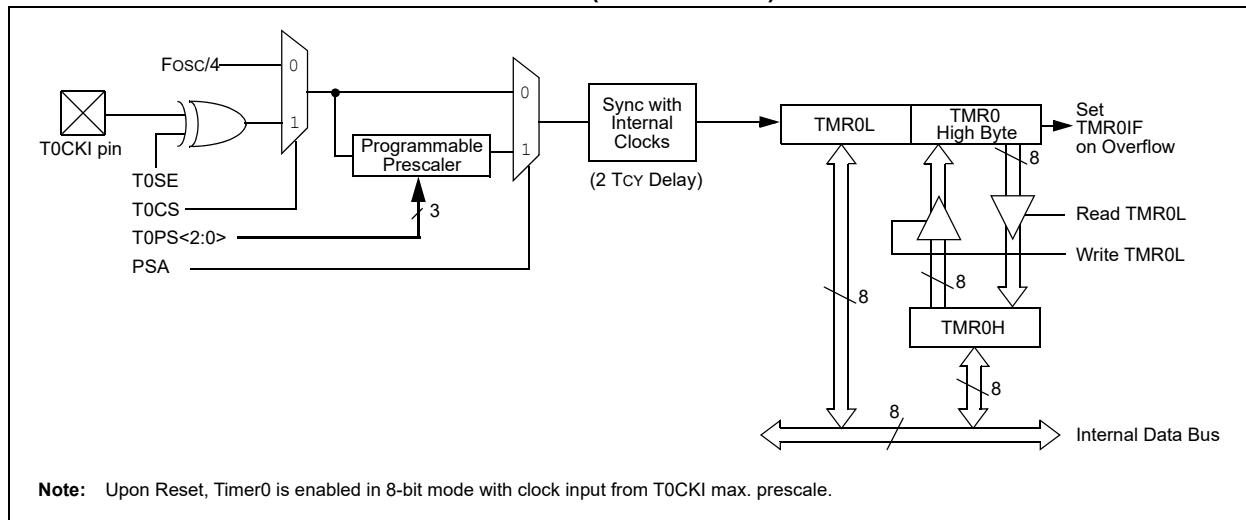 FOSC/4
0
1
T0CKI pin
T0SE
T0CS
T0PS<2:0>
PSA
Programmable
Prescaler
3
0
1
Sync with
Internal
Clocks
(2 TCY Delay)
TMR0L
TMR0
High Byte
Set
TMR0IF
on Overflow
8
Read TMR0L
Write TMR0L
8
8
TMR0H
8
8
Internal Data Bus
Note: Upon Reset, Timer0 is enabled in 8-bit mode with clock input from T0CKI max. prescale.